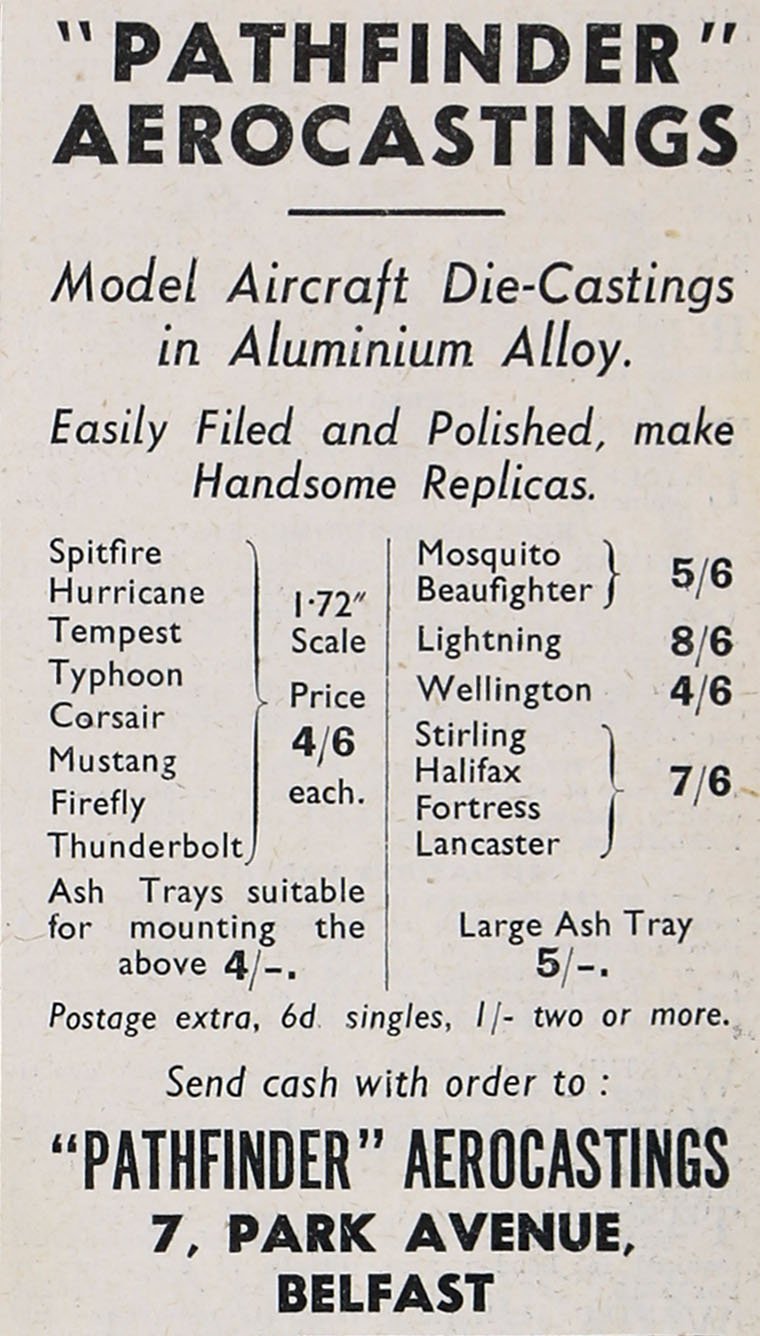 "PATHFINDER"
AEROCASTINGS
Model Aircraft Die-Castings
in Aluminium Alloy.
Easily Filed and Polished, make
Handsome Replicas.
Spitfire
Hurricane
Tempest
Typhoon
Corsair
Mustang
Firefly
Thunderbolt
1·72"
Scale
Price
4/6
each.
Ash Trays suitable
for mounting the
above 4/-.
Mosquito
Beaufighter
5/6
Lightning 8/6
Wellington 4/6
Stirling
Halifax
Fortress
Lancaster
7/6
Large Ash Tray
5/-.
Postage extra, 6d. singles, 1/- two or more.
Send cash with order to :
"PATHFINDER" AEROCASTINGS
7, PARK AVENUE,
BELFAST